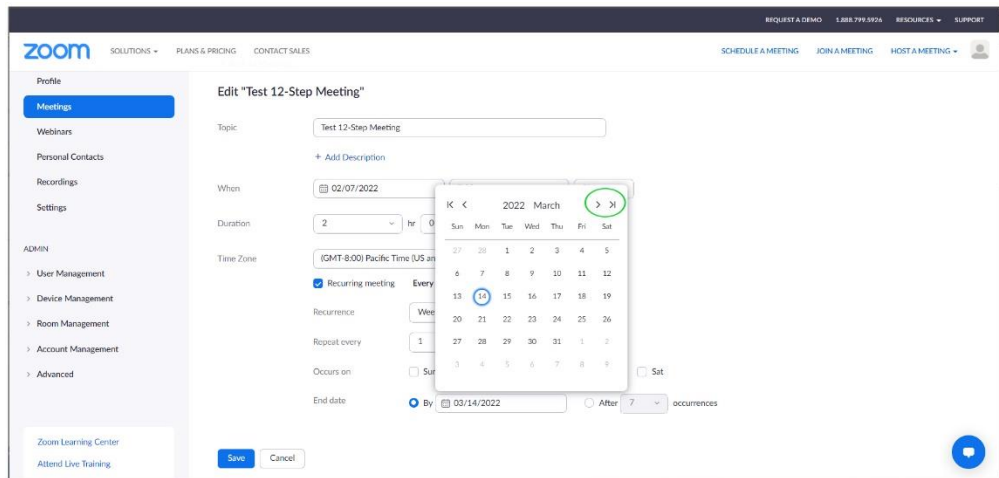 REQUEST A DEMO 1.888.799.5926 RESOURCES SUPPORT
zoom SOLUTIONS PLANS & PRICING CONTACT SALES SCHEDULE A MEETING JOIN A MEETING HOST A MEETING
Profile
Meetings
Webinars
Personal Contacts
Recordings
Settings
ADMIN
User Management
Device Management
Room Management
Account Management
Advanced
Zoom Learning Center
Attend Live Training
Edit "Test 12-Step Meeting"
Topic Test 12-Step Meeting
+ Add Description
When 02/07/2022
Duration 2 hr 0
Time Zone (GMT-8:00) Pacific Time (US an
Recurring meeting Every
Recurrence Wee
Repeat every 1
Occurs on Sun Sat
End date By 03/14/2022 After 7 occurrences
Save Cancel
2022 March
Sun Mon Tue Wed Thu Fri Sat
27 28 1 2 3 4 5
6 7 8 9 10 11 12
13 14 15 16 17 18 19
20 21 22 23 24 25 26
27 28 29 30 31 1 2
3 4 5 6 7 8 9